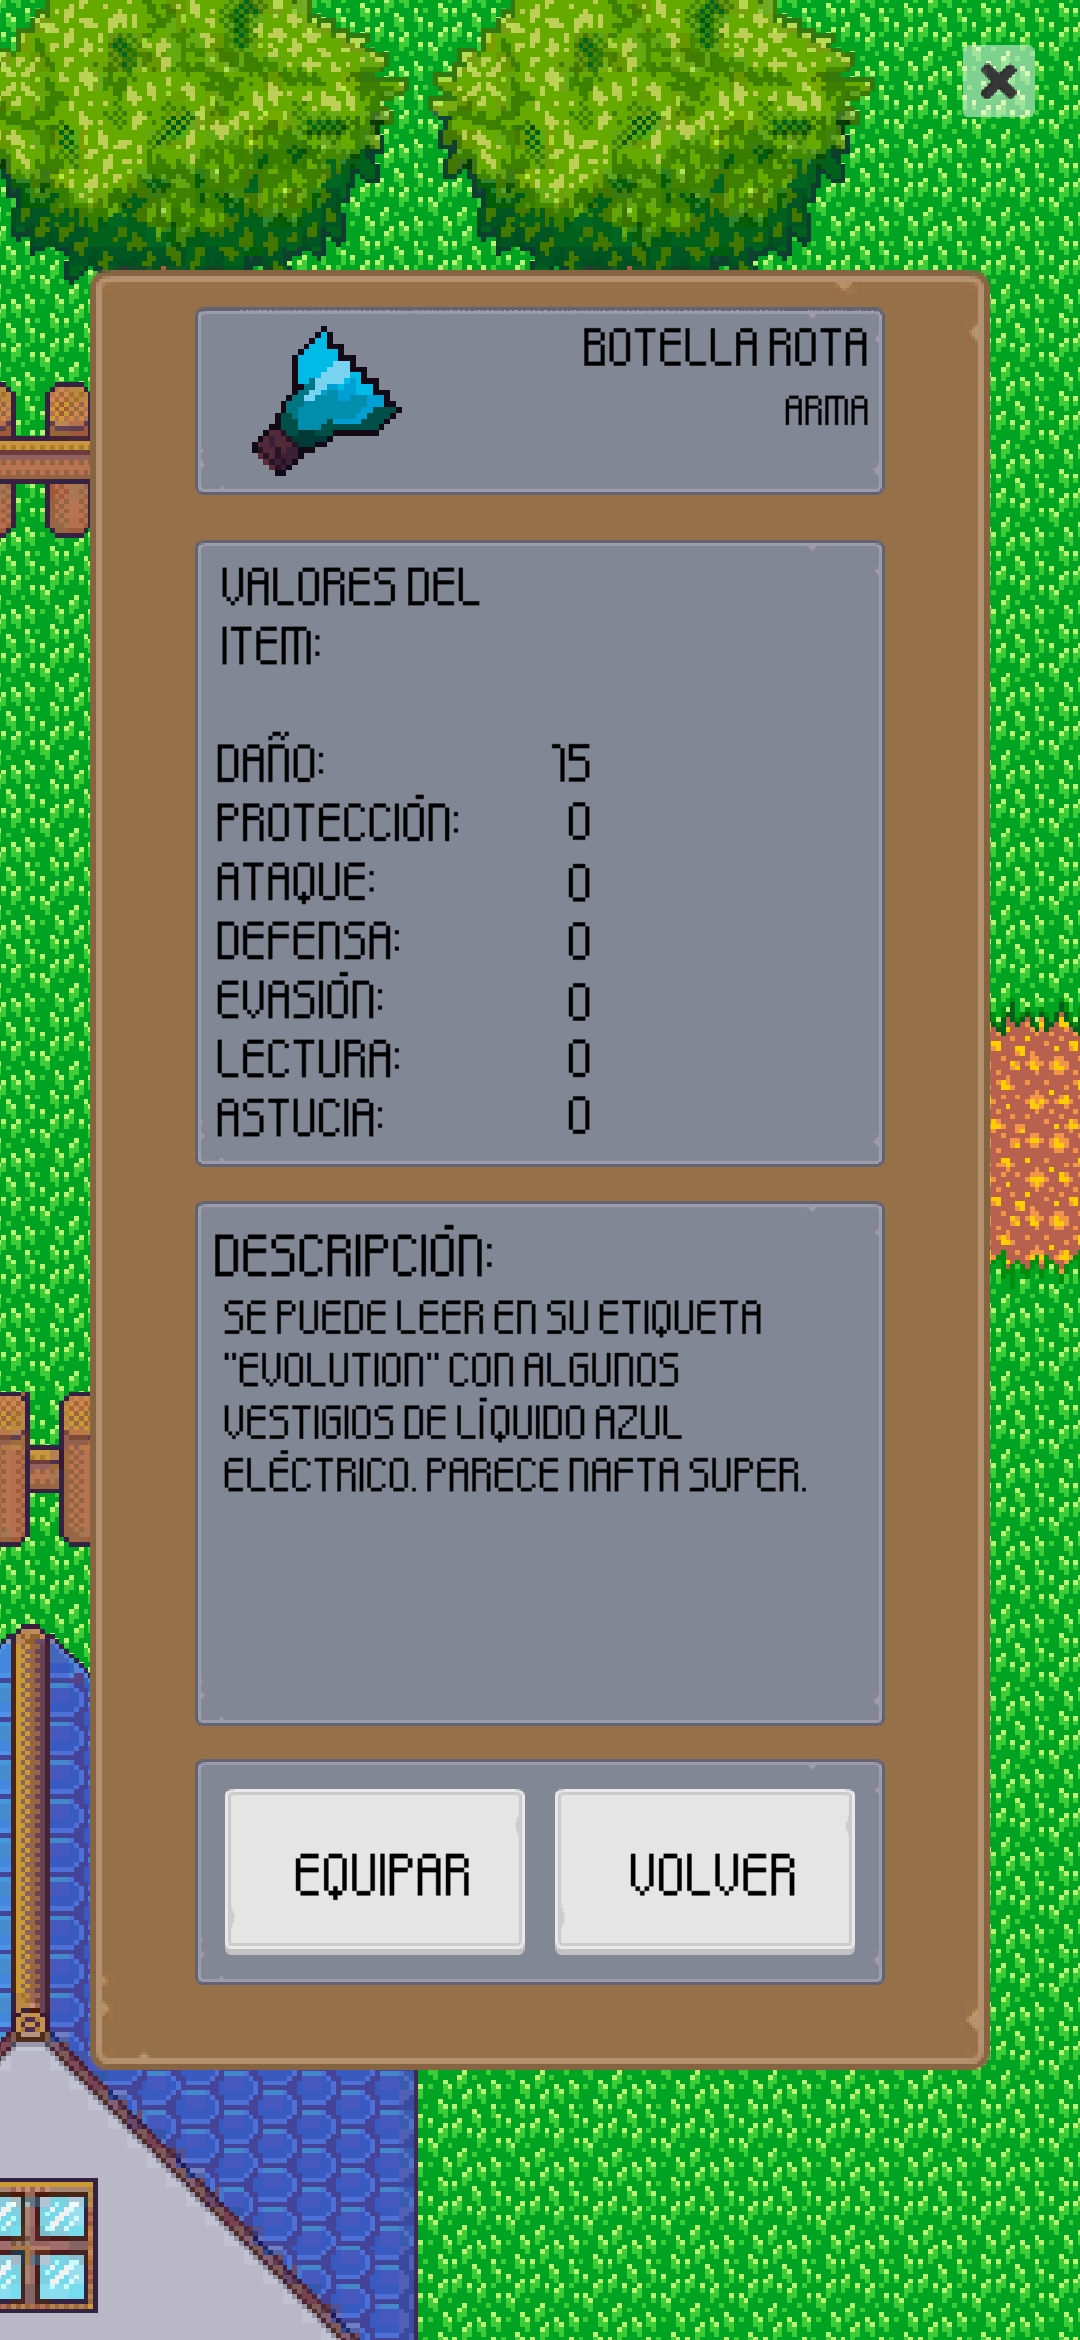 BOTELLA ROTA
ARMA
VALORES DEL
ITEM:
DAÑO: 15
PROTECCIÓN: 0
ATAQUE: 0
DEFENSA: 0
EVASIÓN: 0
LECTURA: 0
ASTUCIA: 0
DESCRIPCIÓN:
SE PUEDE LEER EN SU ETIQUETA
"EVOLUTION" CON ALGUNOS
VESTIGIOS DE LÍQUIDO AZUL
ELÉCTRICO. PARECE NAFTA SUPER.
EQUIPAR VOLVER